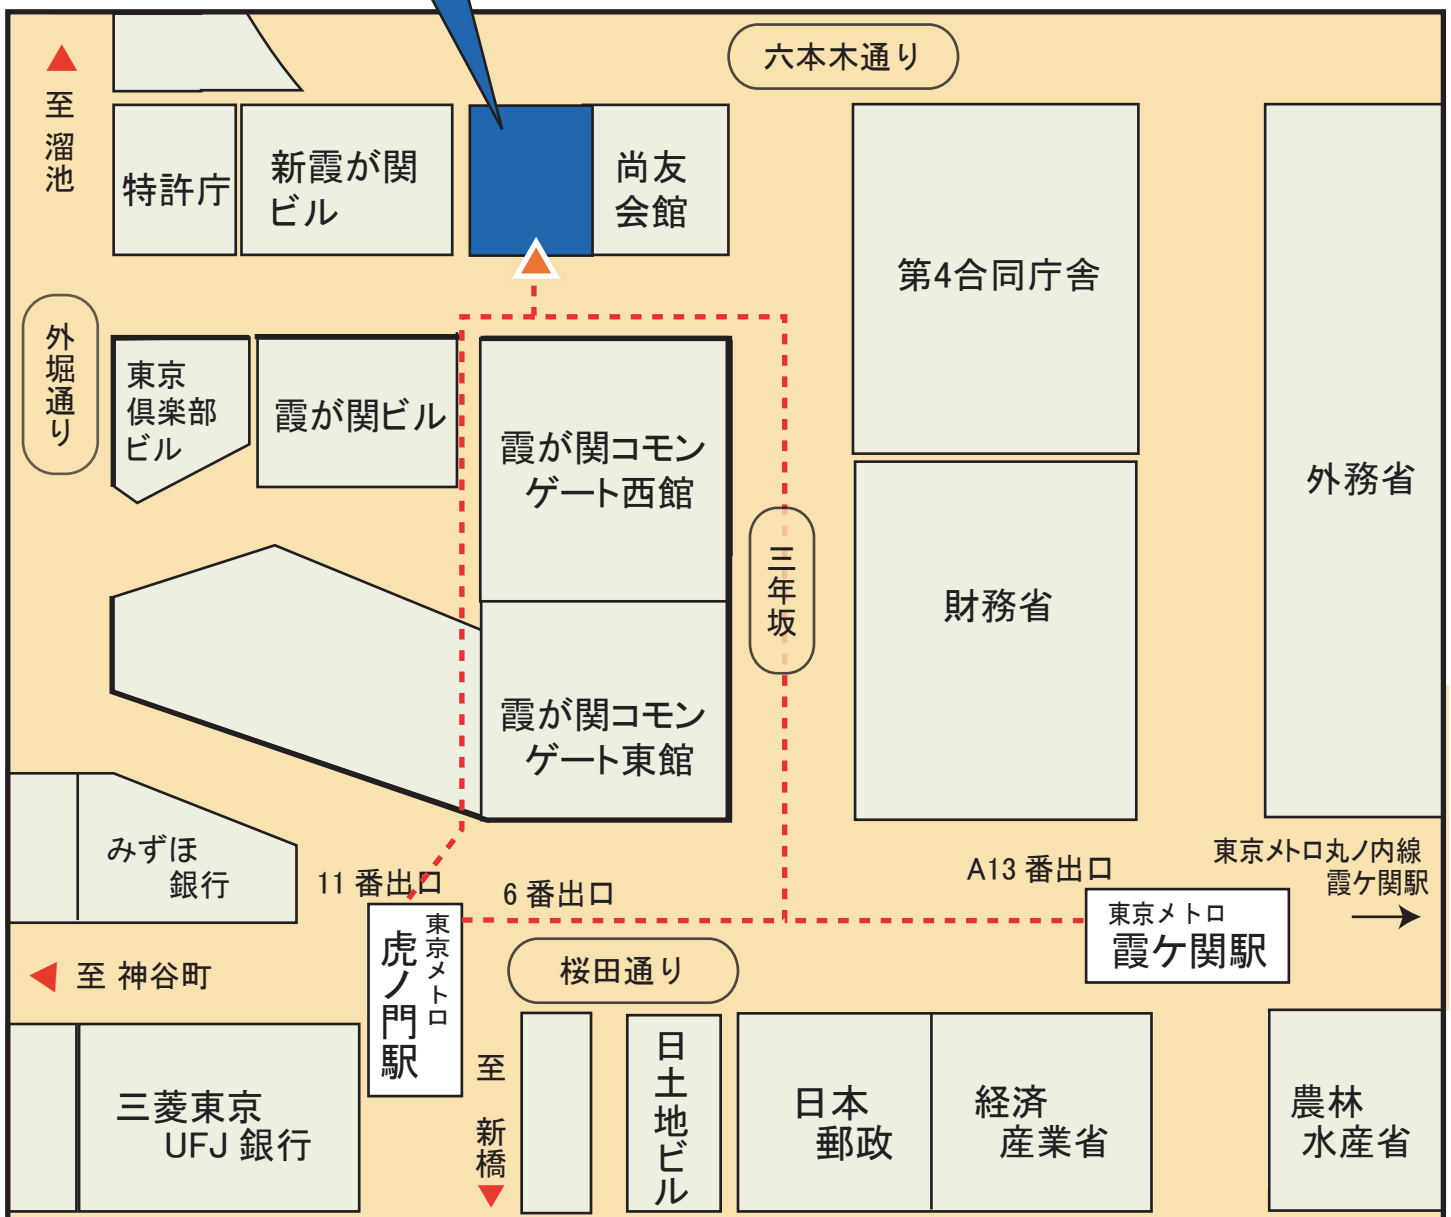 六本木通り
至 溜池
特許庁
新霞が関
ビル
尚友
会館
第4合同庁舎
外堀通り
東京
倶楽部
ビル
霞が関ビル
霞が関コモン
ゲート西館
外務省
三年坂
財務省
霞が関コモン
ゲート東館
みずほ
銀行
11 番出口
6 番出口
A13 番出口
東京メトロ丸ノ内線
霞ケ関駅
東京メトロ
霞ケ関駅
東京メトロ
虎ノ門駅
桜田通り
至 神谷町
至 新橋
三菱東京
UFJ 銀行
日土地ビル
日本
郵政
経済
産業省
農林
水産省